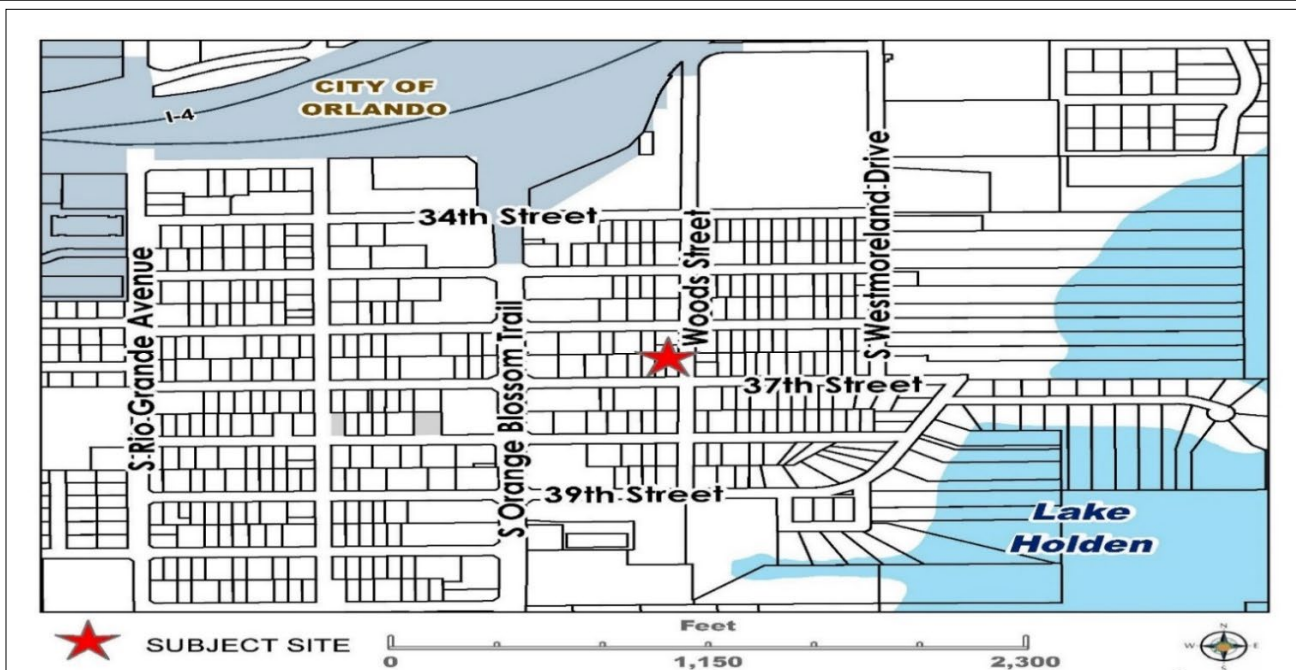 CITY OF
ORLANDO
I-4
34th Street
S Rio Grande Avenue
S Orange Blossom Trail
Woods Street
S Westmoreland Drive
37th Street
39th Street
Lake
Holden
SUBJECT SITE
Feet
0
1,150
2,300
N
W
E
S